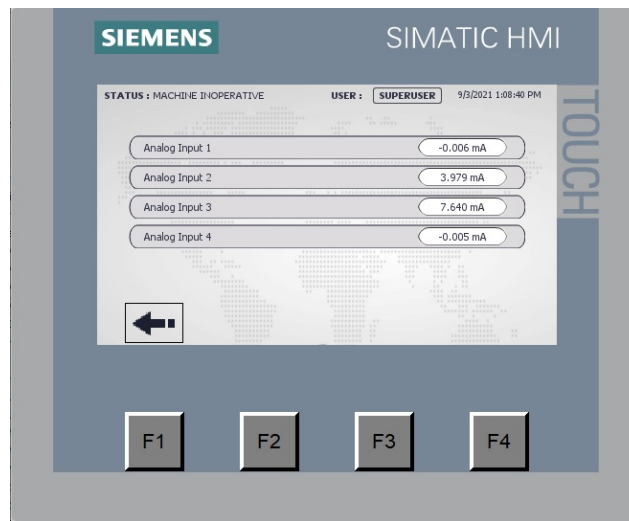 SIEMENS
SIMATIC HMI
TOUCH
STATUS : MACHINE INOPERATIVE USER : SUPERUSER 9/3/2021 1:08:40 PM
Analog Input 1 -0.006 mA
Analog Input 2 3.979 mA
Analog Input 3 7.640 mA
Analog Input 4 -0.005 mA
F1 F2 F3 F4